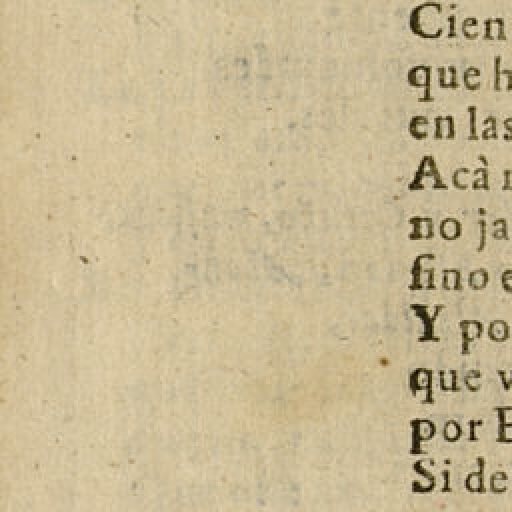 Cien
que h
en las
Acà
no ja
sino e
Y po
que v
por E
Si de